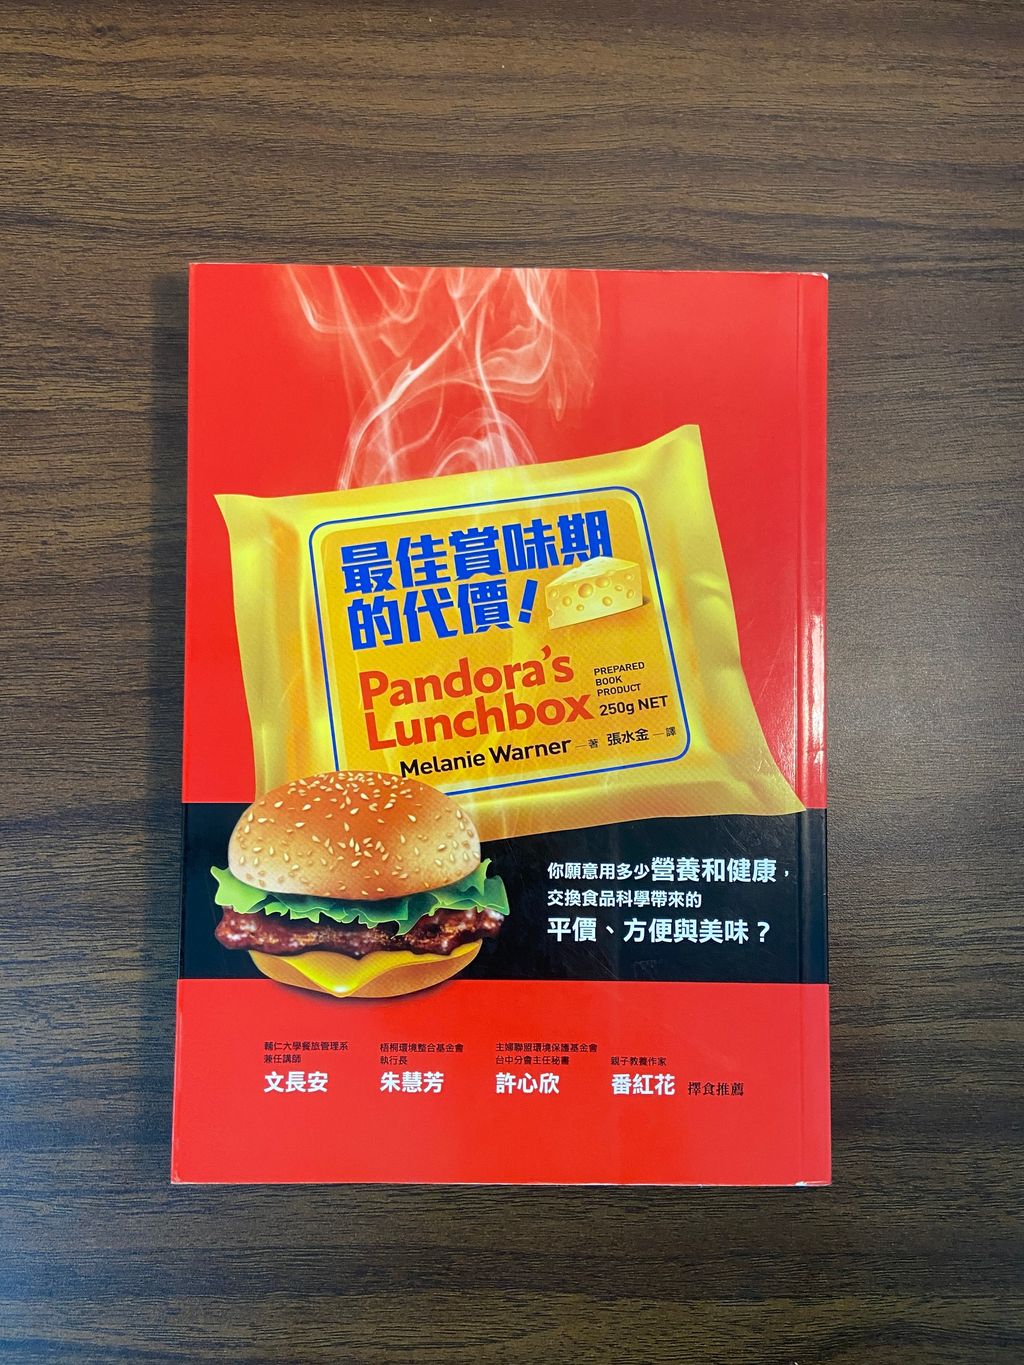 最佳賞味期
的代價！
Pandora's
Lunchbox
PREPARED
BOOK
PRODUCT
250g NET
Melanie Warner —著 張水金—譯
你願意用多少營養和健康，
交換食品科學帶來的
平價、方便與美味？
輔仁大學餐旅管理系
兼任講師
文長安
梧桐環境整合基金會
執行長
朱慧芳
主婦聯盟環境保護基金會
台中分會主任秘書
許心欣
親子教養作家
番紅花
擇食推薦